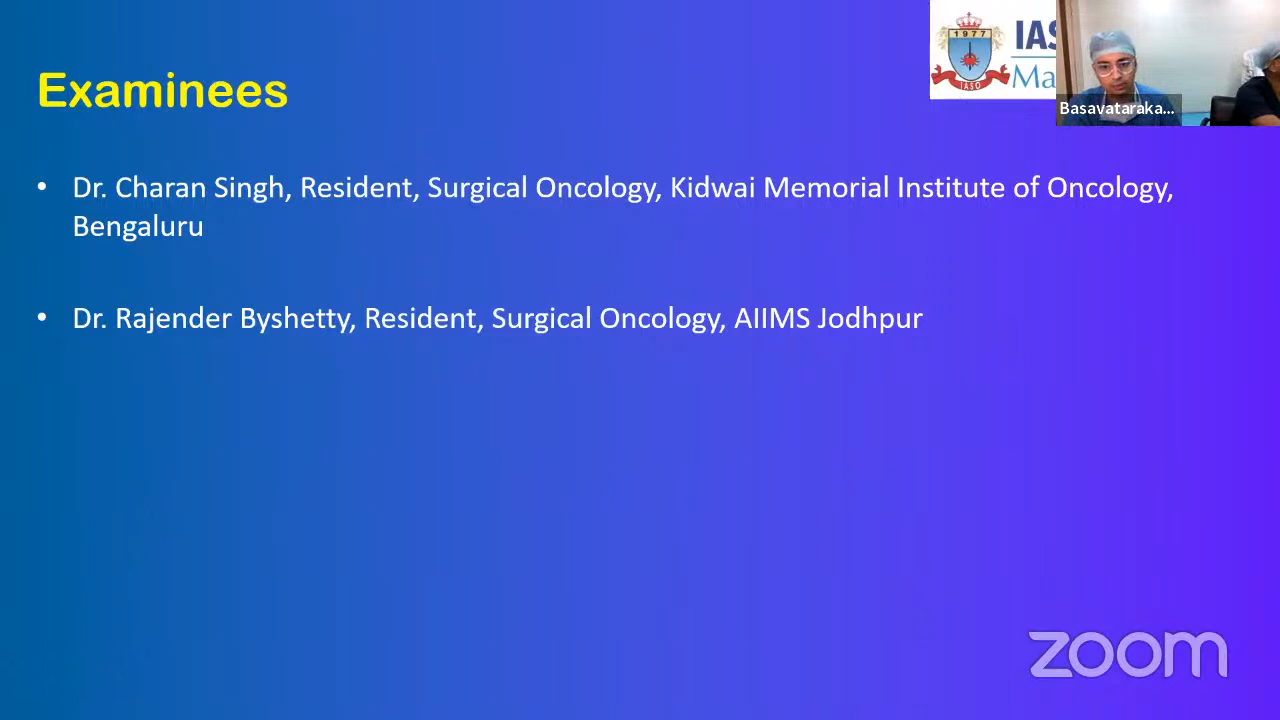 Examinees
1977
IASO
IAS
Ma
Basavataraka...
• Dr. Charan Singh, Resident, Surgical Oncology, Kidwai Memorial Institute of Oncology,
Bengaluru
• Dr. Rajender Byshetty, Resident, Surgical Oncology, AIIMS Jodhpur
zoom